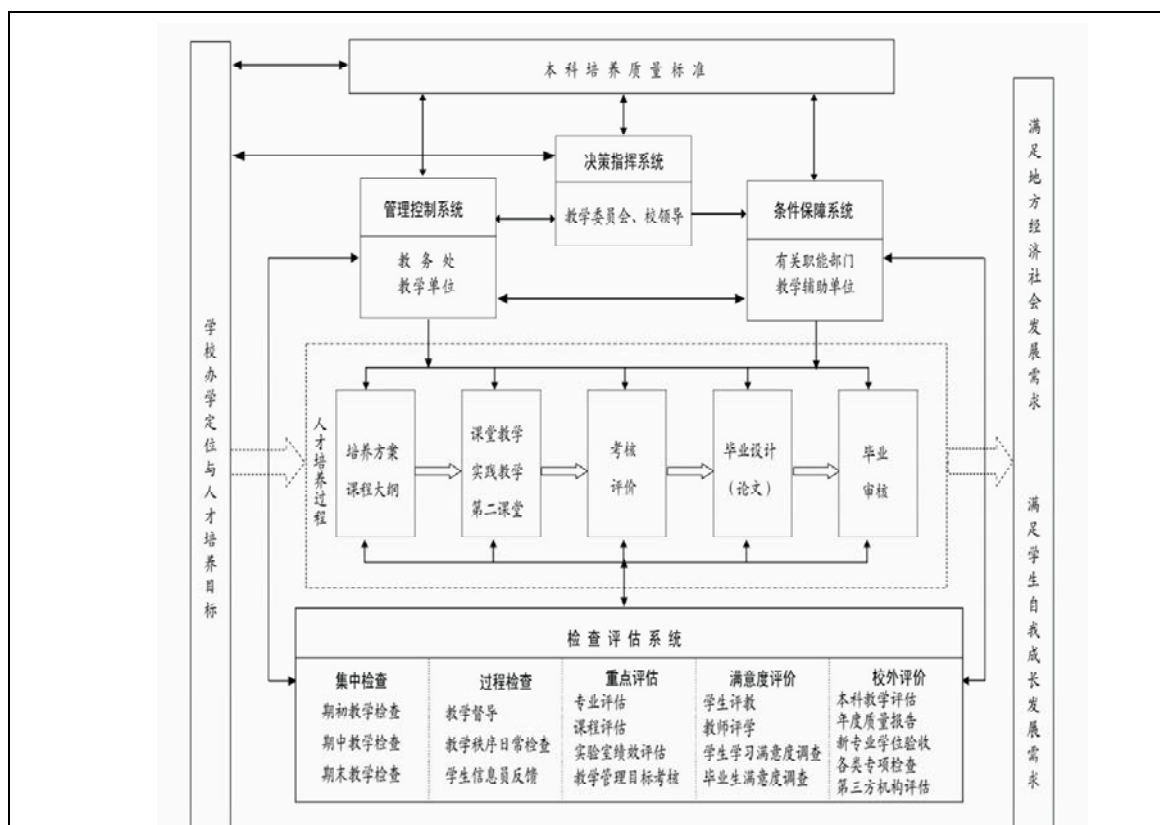 本科培养质量标准
决策指挥系统
教学委员会、校领导
管理控制系统
教务处
教学单位
条件保障系统
有关职能部门
教学辅助单位
学校办学定位与人才培养目标
人才培养过程
培养方案
课程大纲
课堂教学
实践教学
第二课堂
考核
评价
毕业设计
（论文）
毕业
审核
满足地方经济社会发展需求
满足学生自我成长发展需求
检查评估系统
集中检查
期初教学检查
期中教学检查
期末教学检查
过程检查
教学督导
教学秩序日常检查
学生信息员反馈
重点评估
专业评估
课程评估
实验室绩效评估
教学管理目标考核
满意度评价
学生评教
教师评学
学生学习满意度调查
毕业生满意度调查
校外评价
本科教学评估
年度质量报告
新专业学位验收
各类专项检查
第三方机构评估